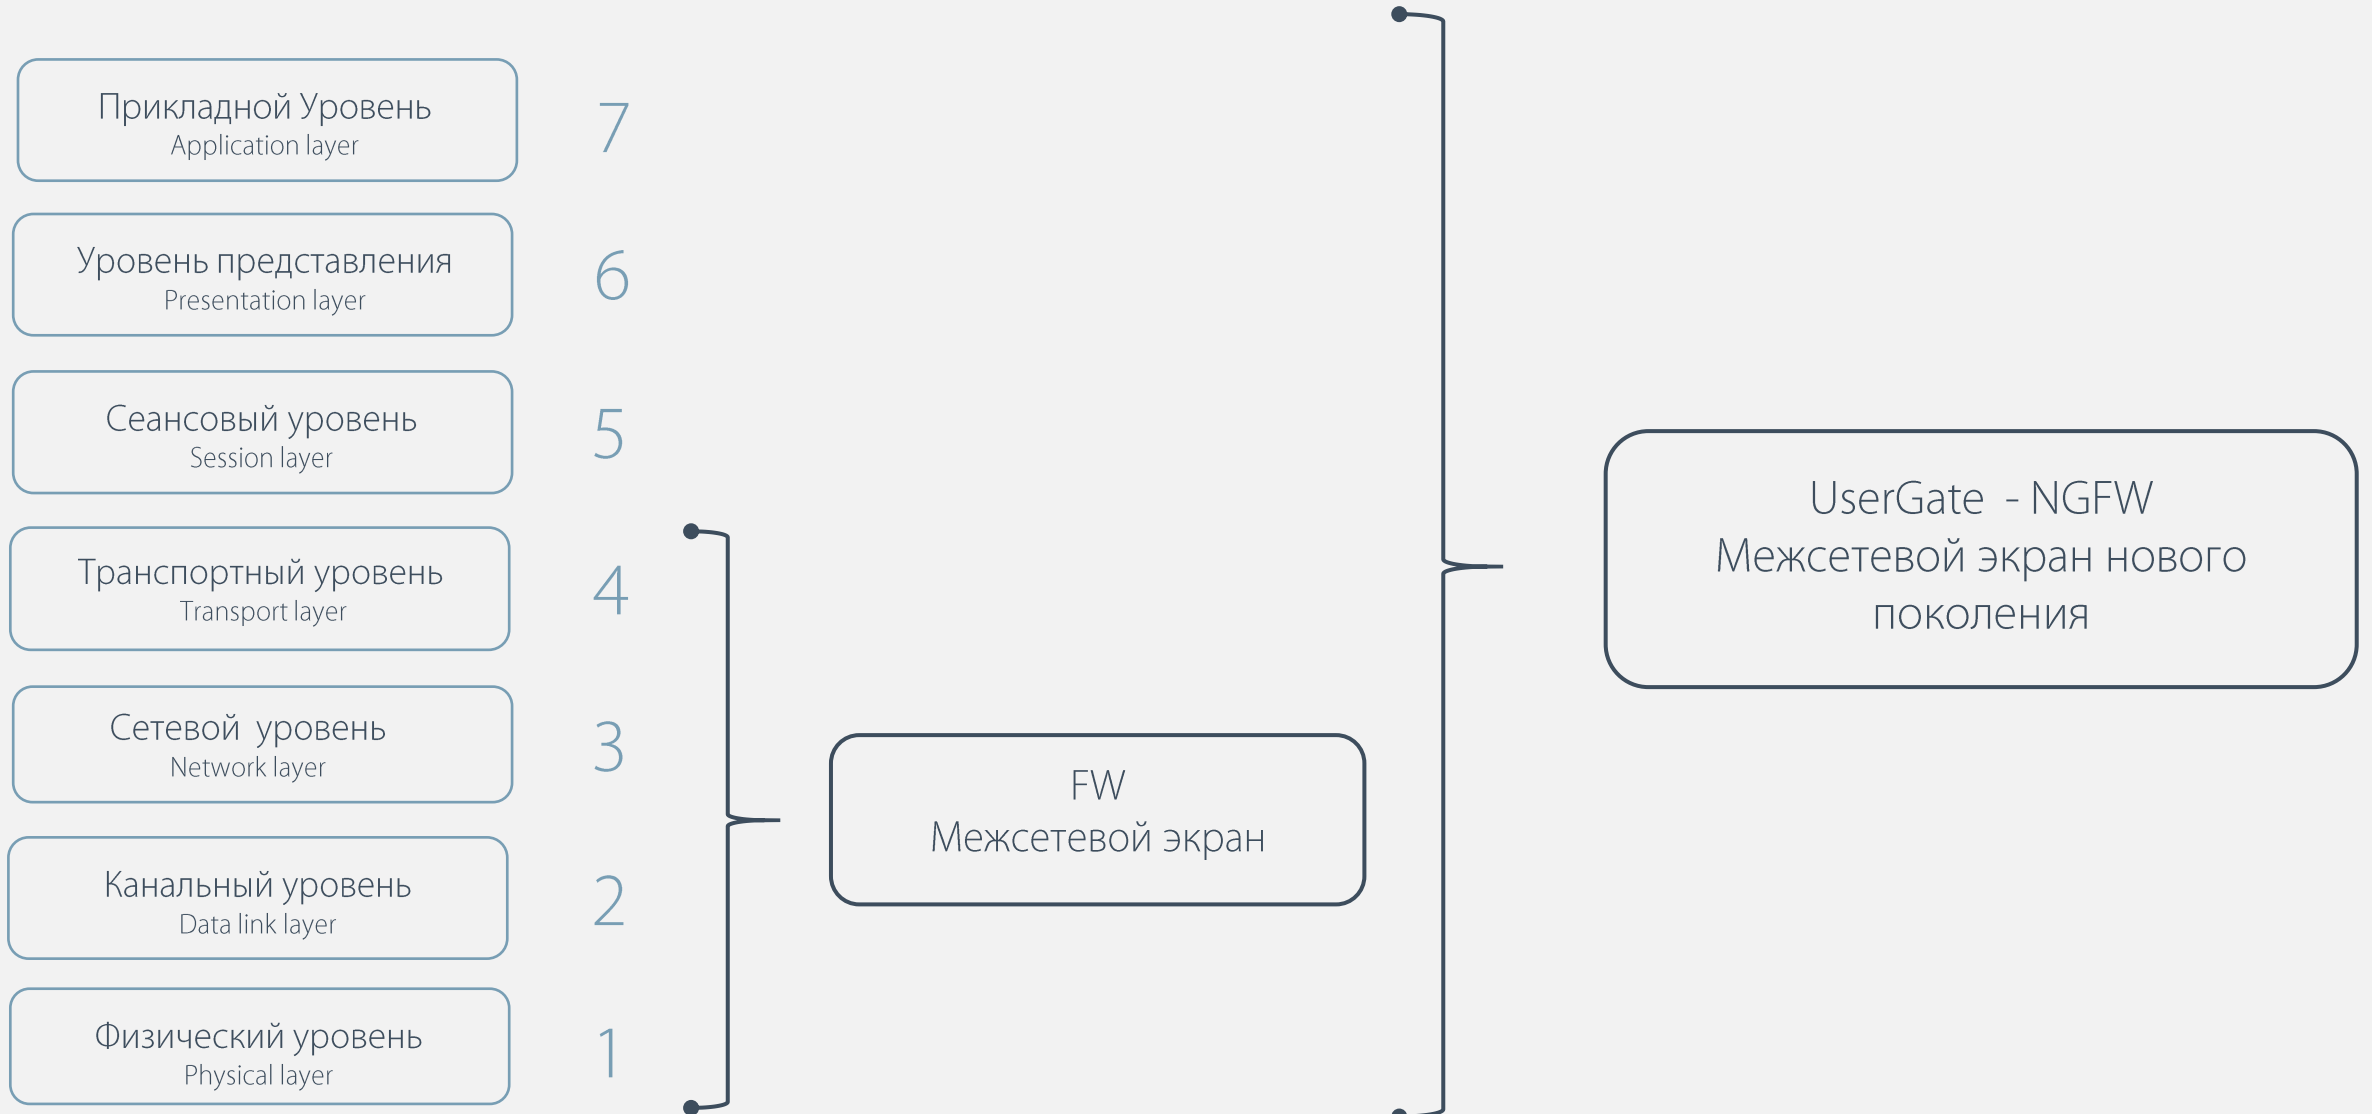 Прикладной Уровень
Application layer
7
Уровень представления
Presentation layer
6
Сеансовый уровень
Session layer
5
Транспортный уровень
Transport layer
4
Сетевой уровень
Network layer
3
Канальный уровень
Data link layer
2
Физический уровень
Physical layer
1
FW
Межсетевой экран
UserGate - NGFW
Межсетевой экран нового
поколения